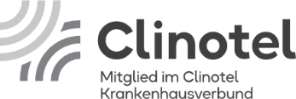 Clinotel
Mitglied im Clinotel
Krankenhausverbund